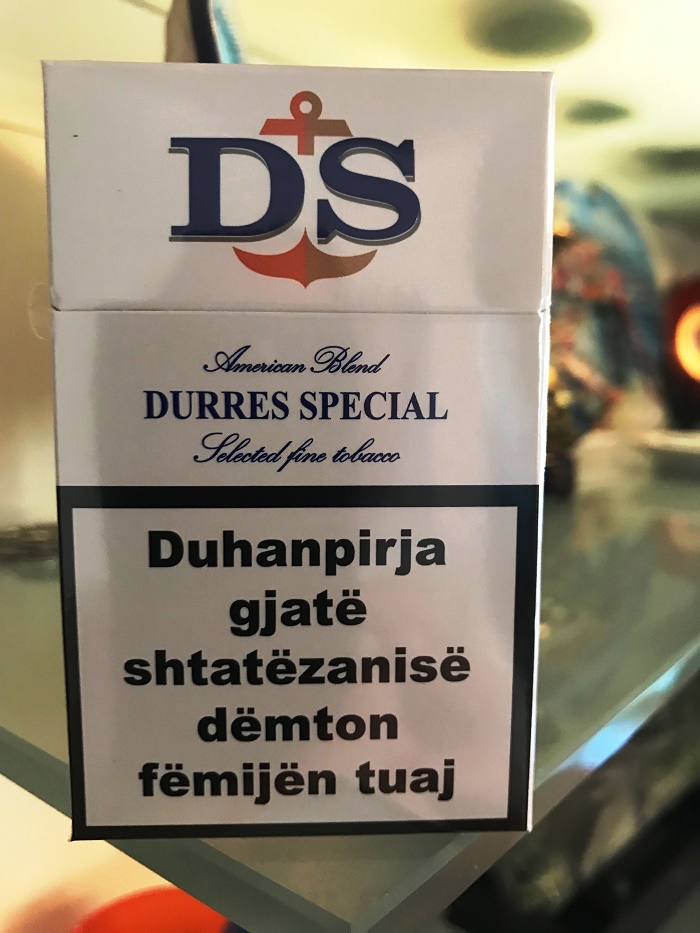 DS
American Blend
DURRES SPECIAL
Selected fine tobacco
Duhanpirja
gjatë
shtatëzanisë
dëmton
fëmijën tuaj